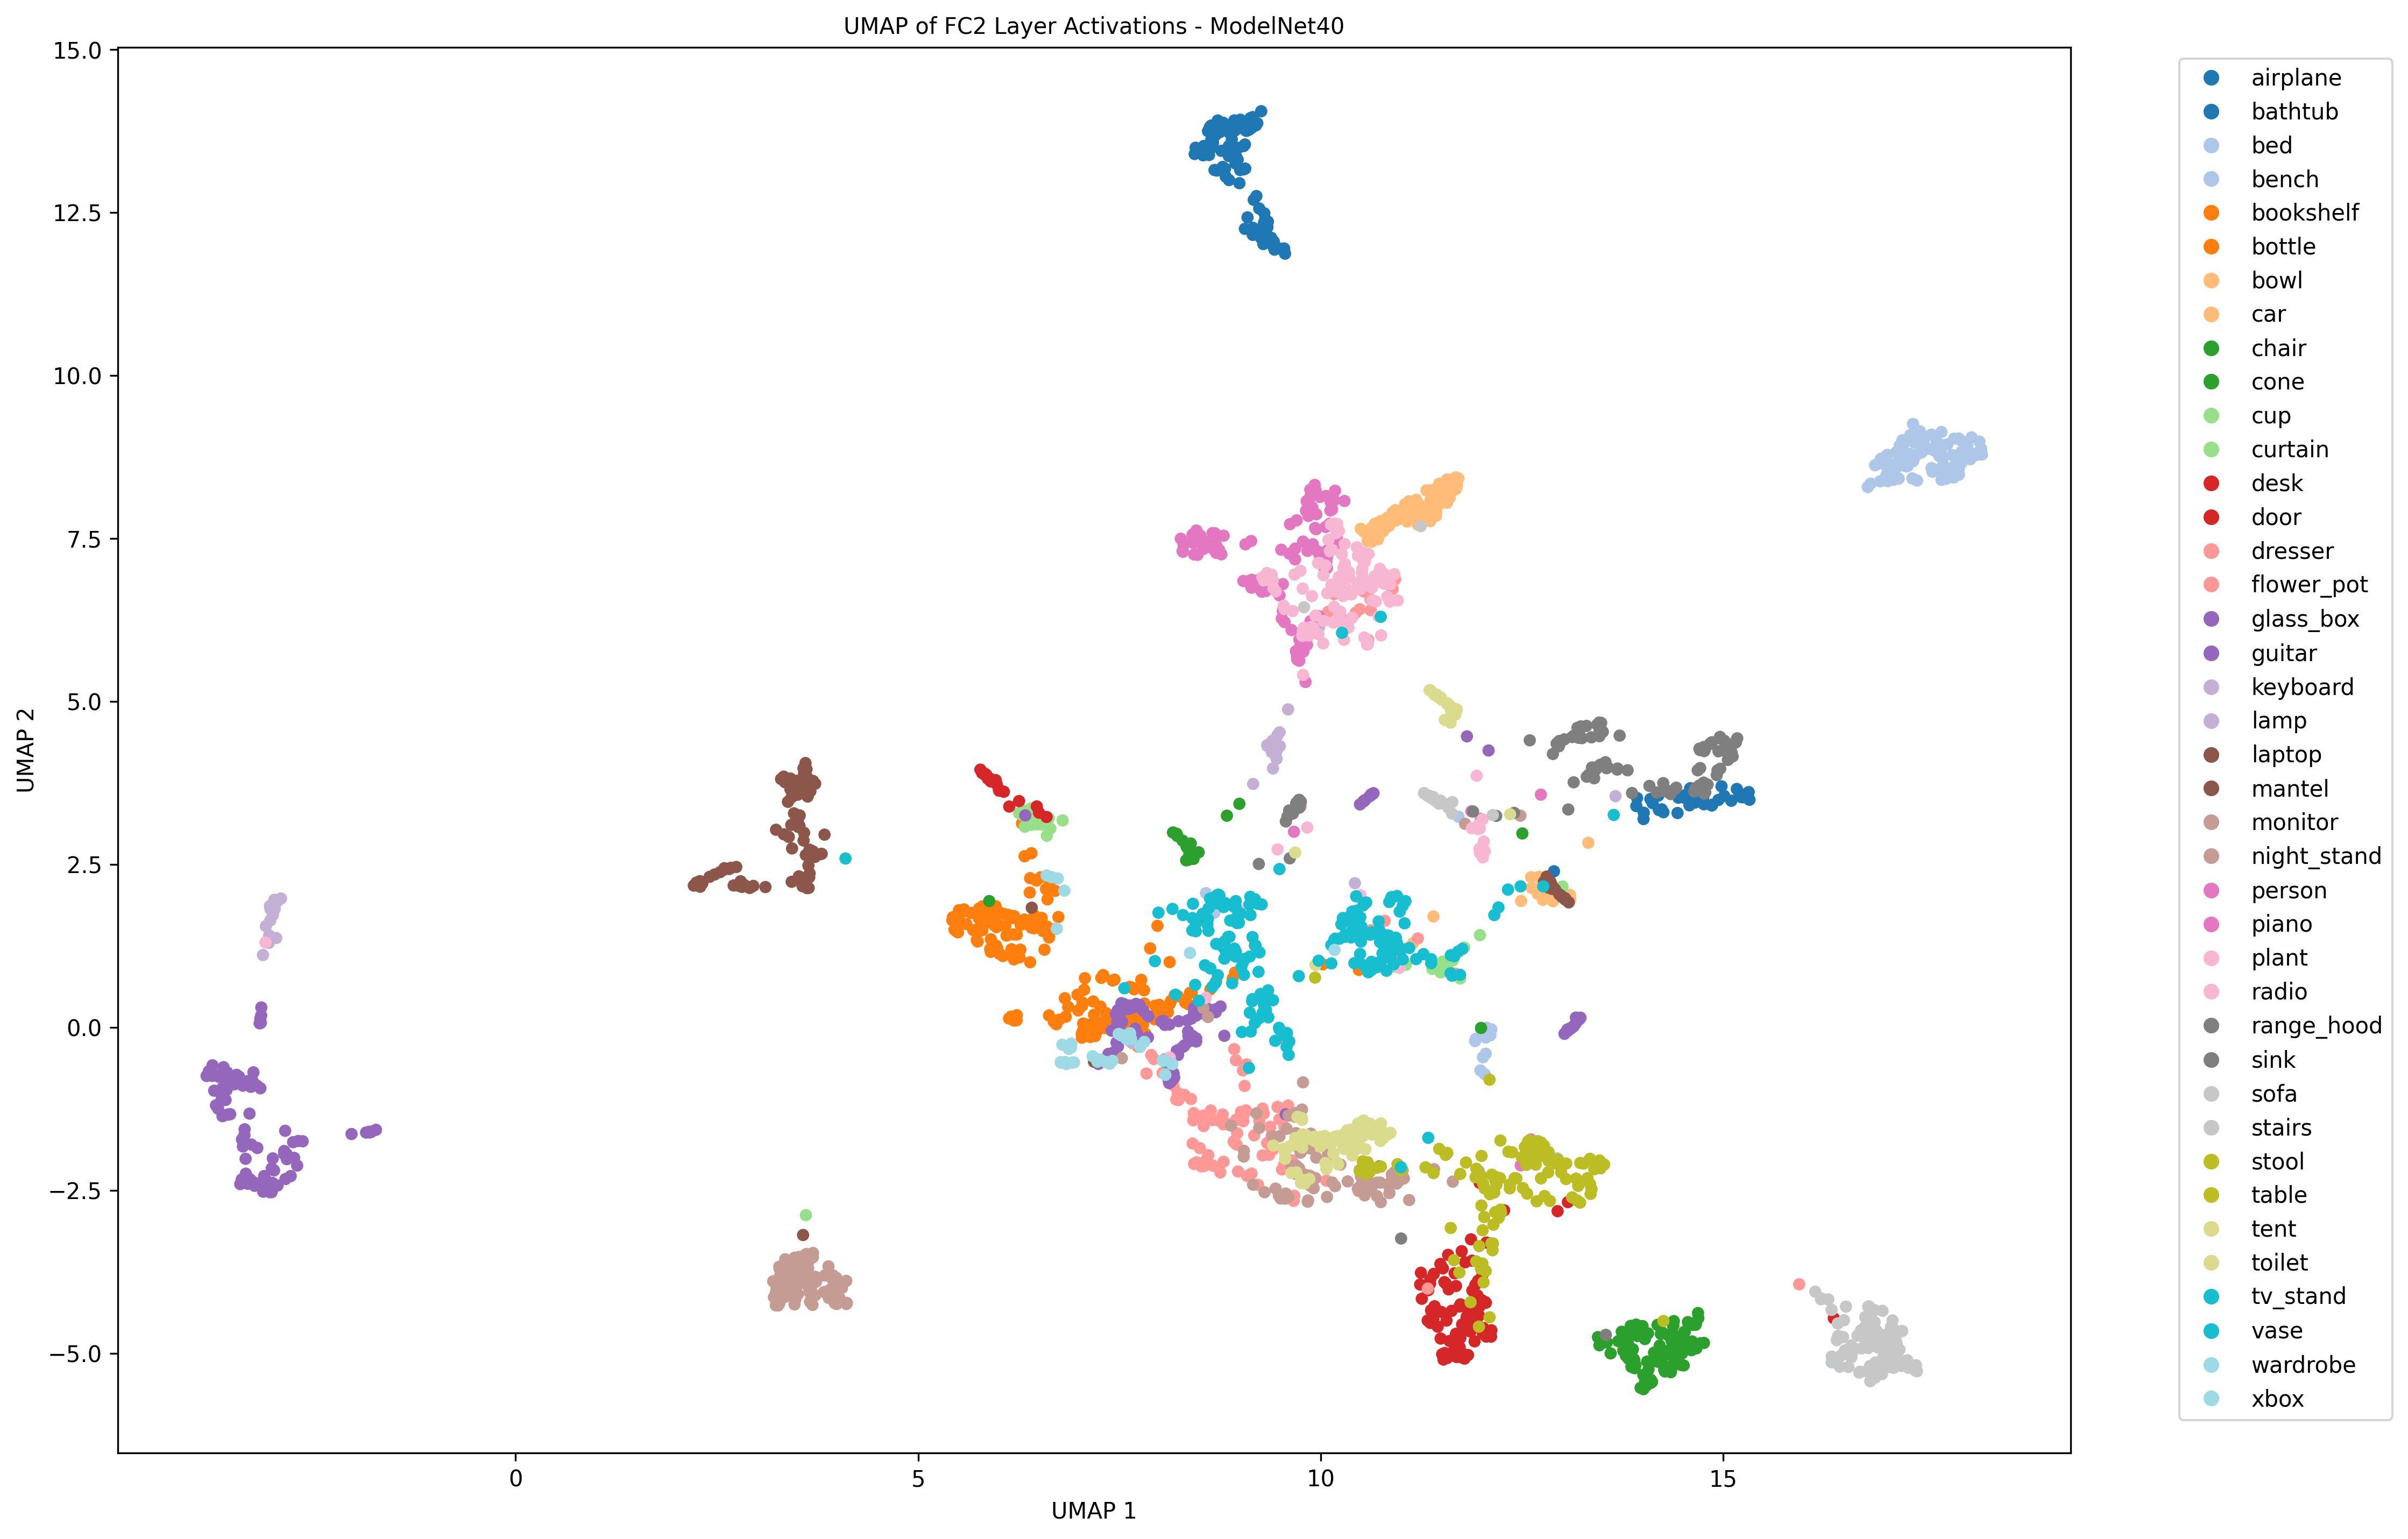 UMAP of FC2 Layer Activations - ModelNet40
15.0
12.5
10.0
7.5
5.0
2.5
0.0
−2.5
−5.0
UMAP 2
0
5
10
15
UMAP 1
airplane
bathtub
bed
bench
bookshelf
bottle
bowl
car
chair
cone
cup
curtain
desk
door
dresser
flower_pot
glass_box
guitar
keyboard
lamp
laptop
mantel
monitor
night_stand
person
piano
plant
radio
range_hood
sink
sofa
stairs
stool
table
tent
toilet
tv_stand
vase
wardrobe
xbox